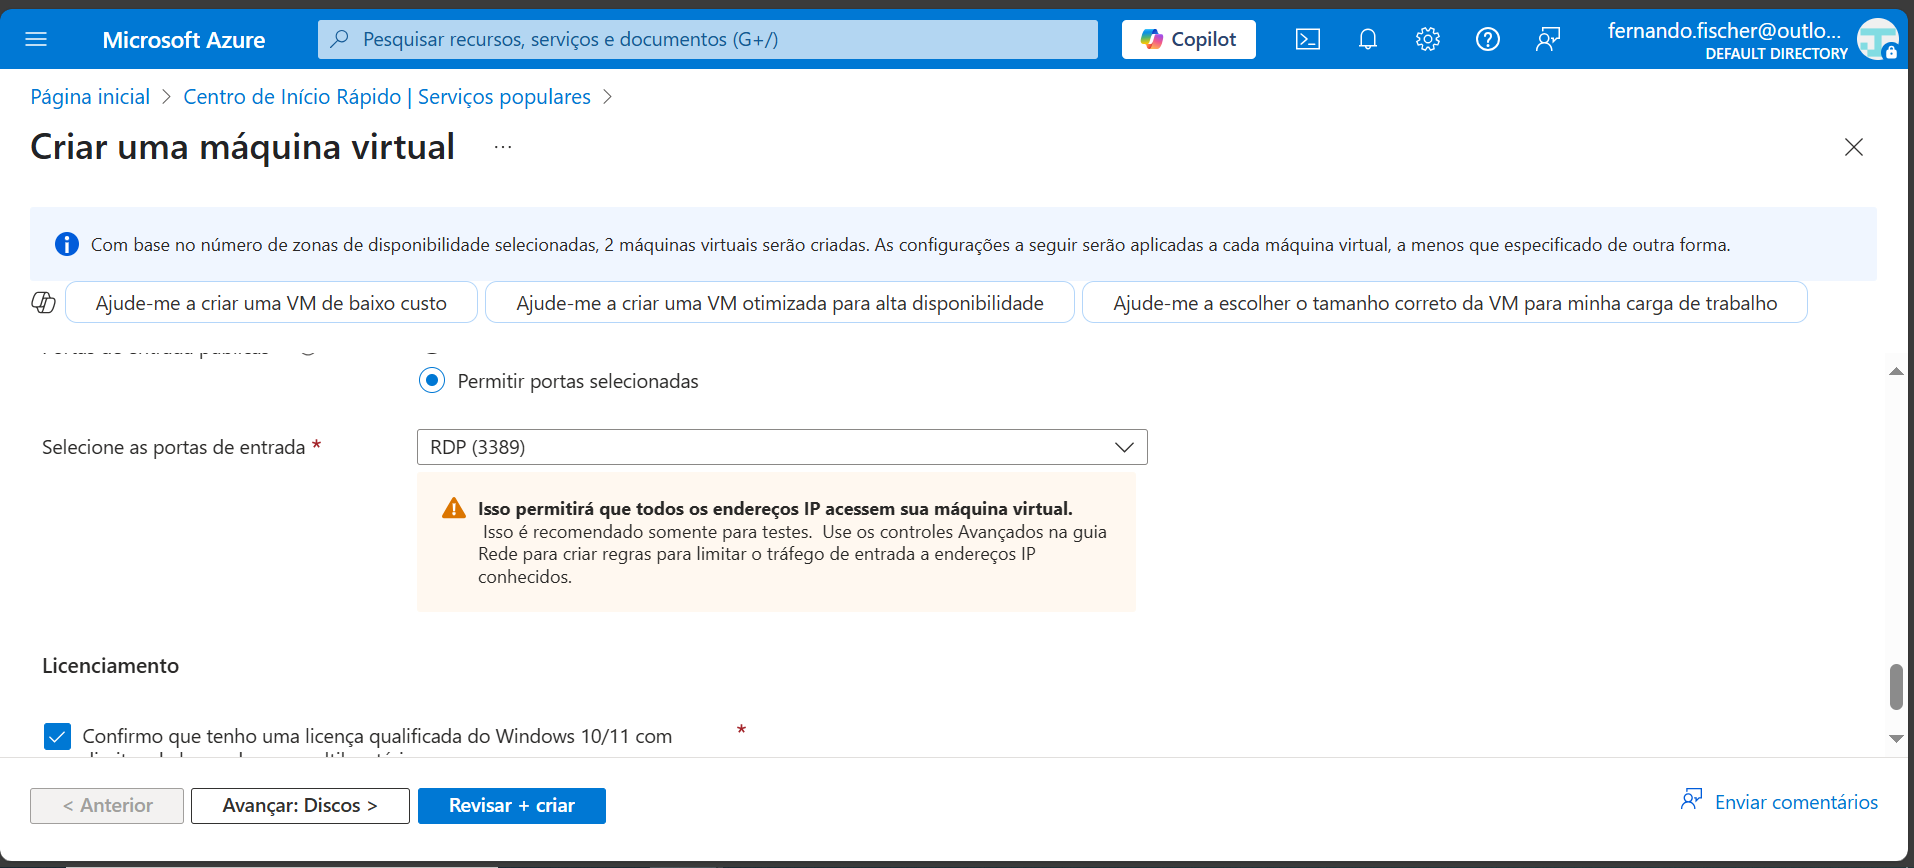 Microsoft Azure
Pesquisar recursos, serviços e documentos (G+/)
Copilot
fernando.fischer@outlo...
DEFAULT DIRECTORY
Página inicial > Centro de Início Rápido | Serviços populares >
Criar uma máquina virtual ...
Com base no número de zonas de disponibilidade selecionadas, 2 máquinas virtuais serão criadas. As configurações a seguir serão aplicadas a cada máquina virtual, a menos que especificado de outra forma.
Ajude-me a criar uma VM de baixo custo
Ajude-me a criar uma VM otimizada para alta disponibilidade
Ajude-me a escolher o tamanho correto da VM para minha carga de trabalho
Permitir portas selecionadas
Selecione as portas de entrada *
RDP (3389)
Isso permitirá que todos os endereços IP acessem sua máquina virtual.
Isso é recomendado somente para testes. Use os controles Avançados na guia
Rede para criar regras para limitar o tráfego de entrada a endereços IP
conhecidos.
Licenciamento
Confirmo que tenho uma licença qualificada do Windows 10/11 com *
< Anterior
Avançar: Discos >
Revisar + criar
Enviar comentários